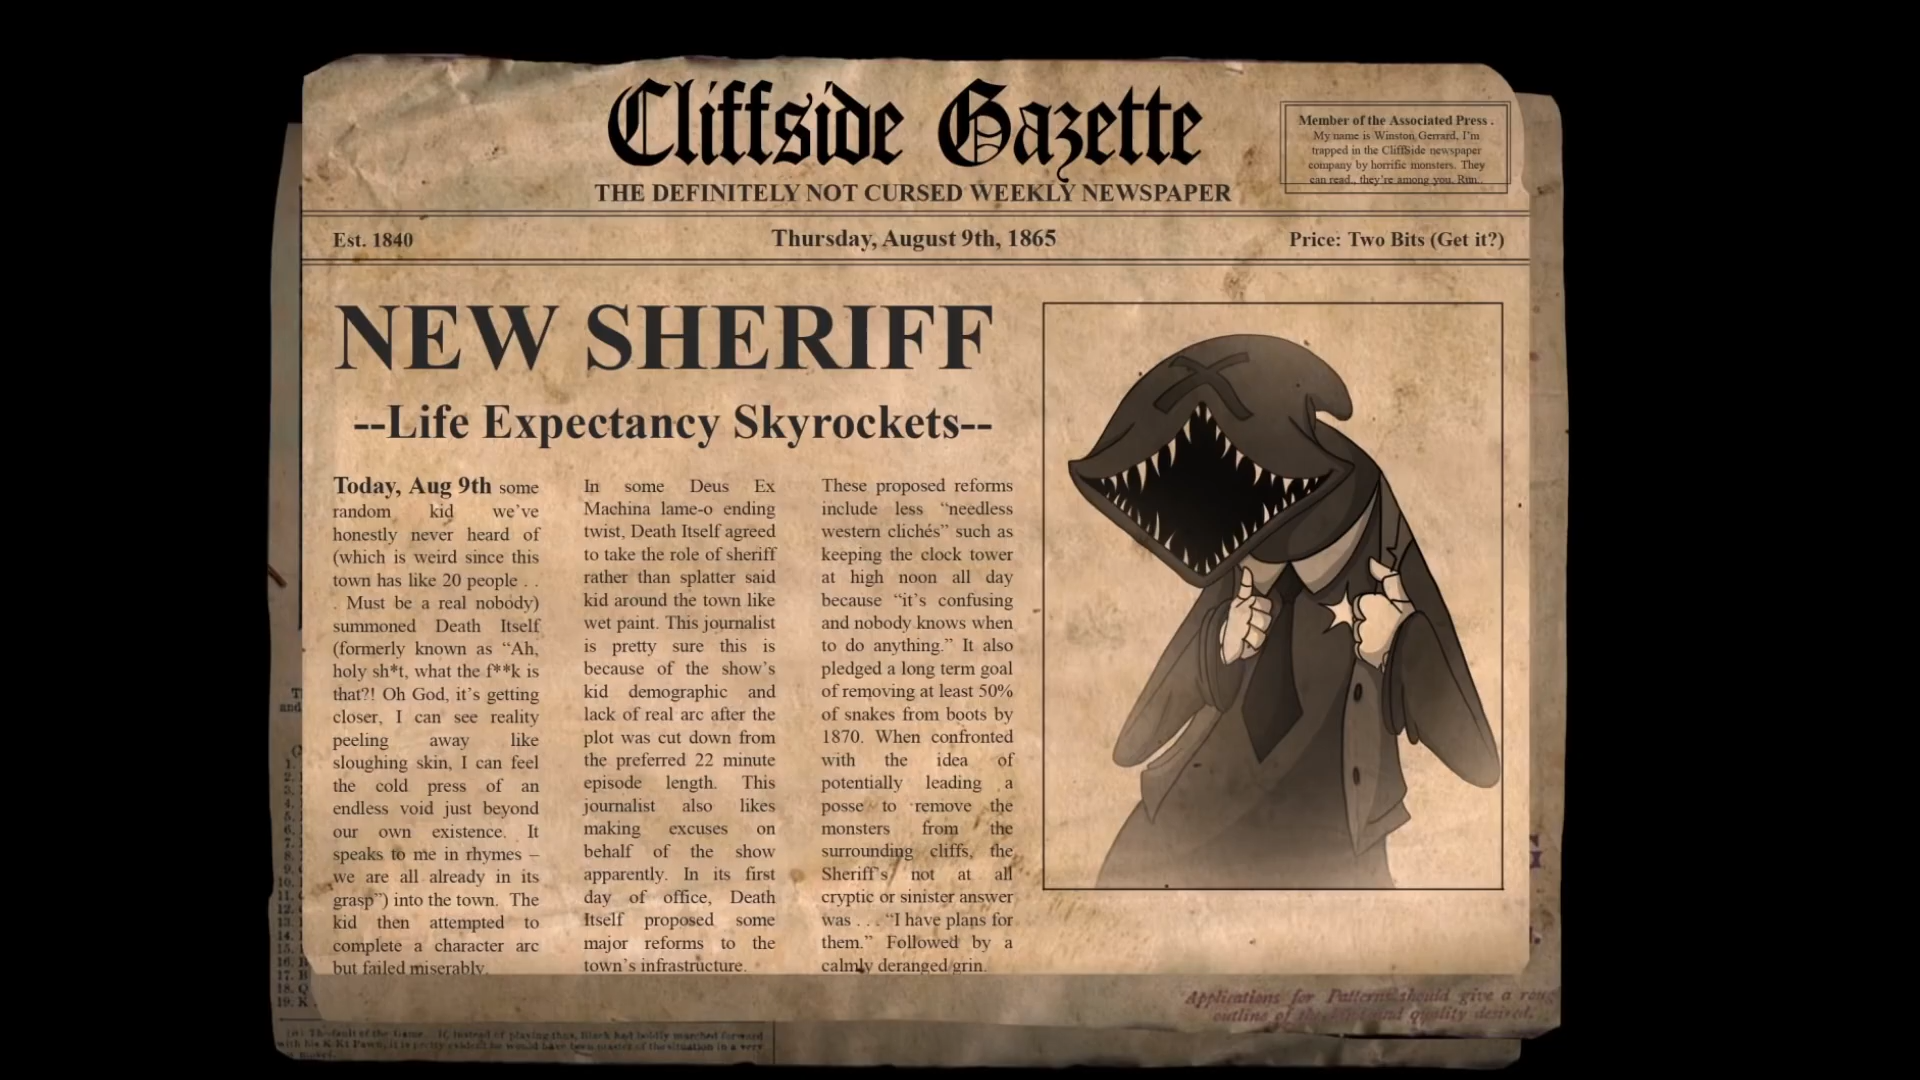 Cliffside Gazette
THE DEFINITELY NOT CURSED WEEKLY NEWSPAPER
Member of the Associated Press .
My name is Winston Gerrard, I'm
trapped in the CliffSide newspaper
company by horrific monsters. They
can read., they're among you. Run..
Est. 1840
Thursday, August 9th, 1865
Price: Two Bits (Get it?)
NEW SHERIFF
--Life Expectancy Skyrockets--
Today, Aug 9th some
random kid we've
honestly never heard of
(which is weird since this
town has like 20 people . .
. Must be a real nobody)
summoned Death Itself
(formerly known as “Ah,
holy sh*t, what the f**k is
that?! Oh God, it's getting
closer, I can see reality
peeling away like
sloughing skin, I can feel
the cold press of an
endless void just beyond
our own existence. It
speaks to me in rhymes –
we are all already in its
grasp”) into the town. The
kid then attempted to
complete a character arc
but failed miserably.
In some Deus Ex
Machina lame-o ending
twist, Death Itself agreed
to take the role of sheriff
rather than splatter said
kid around the town like
wet paint. This journalist
is pretty sure this is
because of the show's
kid demographic and
lack of real arc after the
plot was cut down from
the preferred 22 minute
episode length. This
journalist also likes
making excuses on
behalf of the show
apparently. In its first
day of office, Death
Itself proposed some
major reforms to the
town's infrastructure.
These proposed reforms
include less “needless
western clichés” such as
keeping the clock tower
at high noon all day
because “it's confusing
and nobody knows when
to do anything.” It also
pledged a long term goal
of removing at least 50%
of snakes from boots by
1870. When confronted
with the idea of
potentially leading a
posse to remove the
monsters from the
surrounding cliffs, the
Sheriff's not at all
cryptic or sinister answer
was . . . “I have plans for
them.” Followed by a
calmly deranged grin.
Applications for Patterns should give a
outline of the and quality desired.